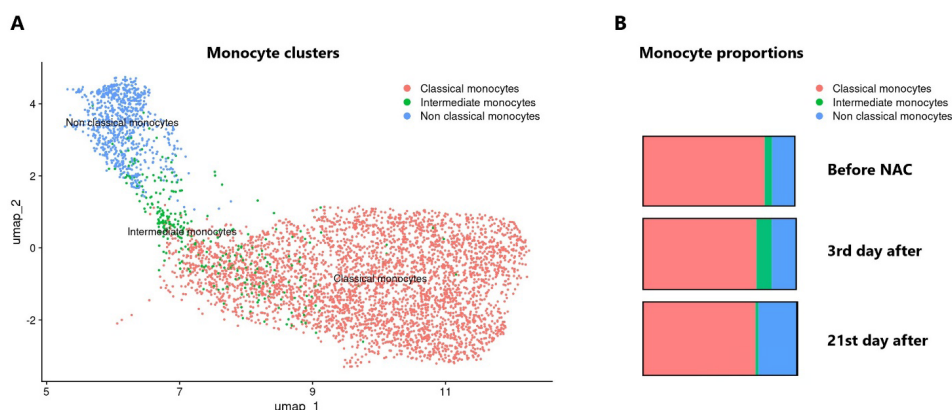 A
Monocyte clusters
Classical monocytes
Intermediate monocytes
Non classical monocytes
4
2
0
-2
umap_2
Non classical monocytes
Intermediate monocytes
Classical monocytes
5
7
9
11
umap_1
B
Monocyte proportions
Classical monocytes
Intermediate monocytes
Non classical monocytes
Before NAC
3rd day after
21st day after